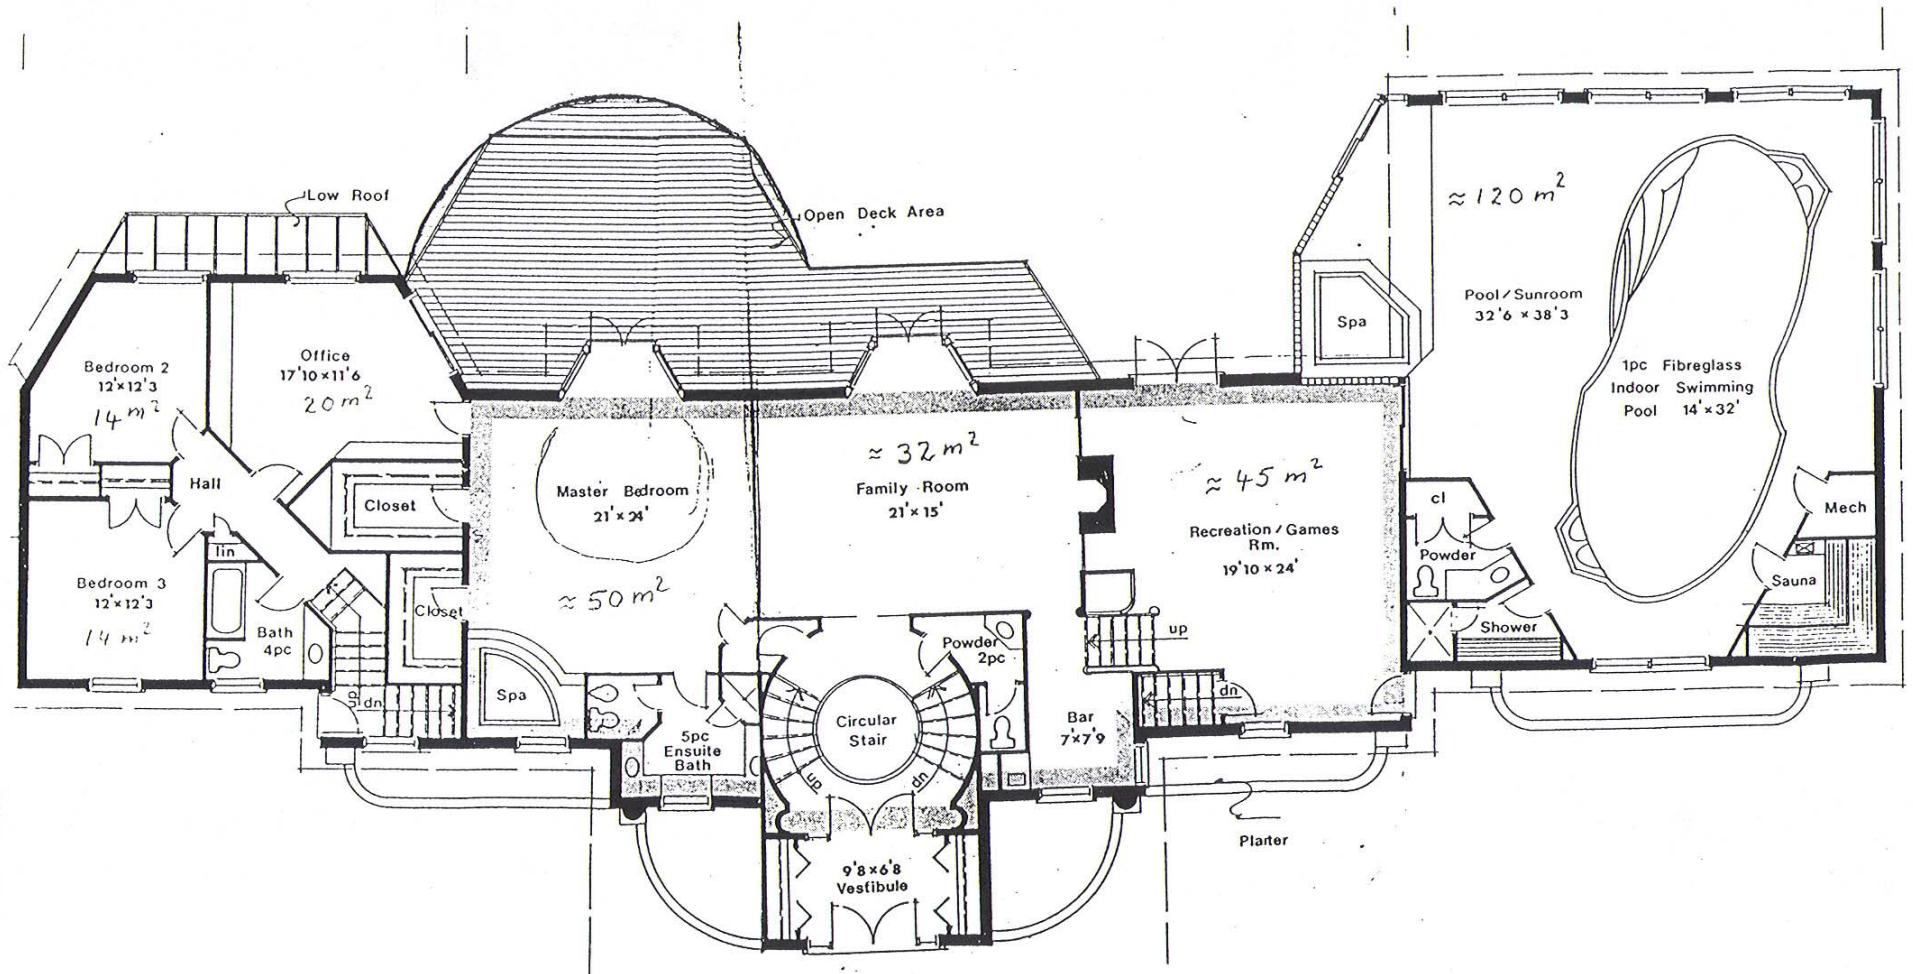 Low Roof
Open Deck Area
≈ 120 m²
Pool/Sunroom
32'6 × 38'3
Spa
1pc Fibreglass
Indoor Swimming
Pool 14'×32'
Bedroom 2
12'×12'3
14 m²
Office
17'10×11'6
20 m²
Hall
Closet
Master Bedroom
21'×24'
≈ 50 m²
≈ 32 m²
Family Room
21'×15'
≈ 45 m²
Recreation/Games
Rm.
19'10×24'
cl
Powder
Mech
Sauna
Shower
lin
Bedroom 3
12'×12'3
14 m²
Bath
4pc
Closet
up
dn
Spa
5pc
Ensuite
Bath
Circular
Stair
up
dn
Powder
2pc
Bar
7'×7'9
up
dn
9'8×6'8
Vestibule
Planter